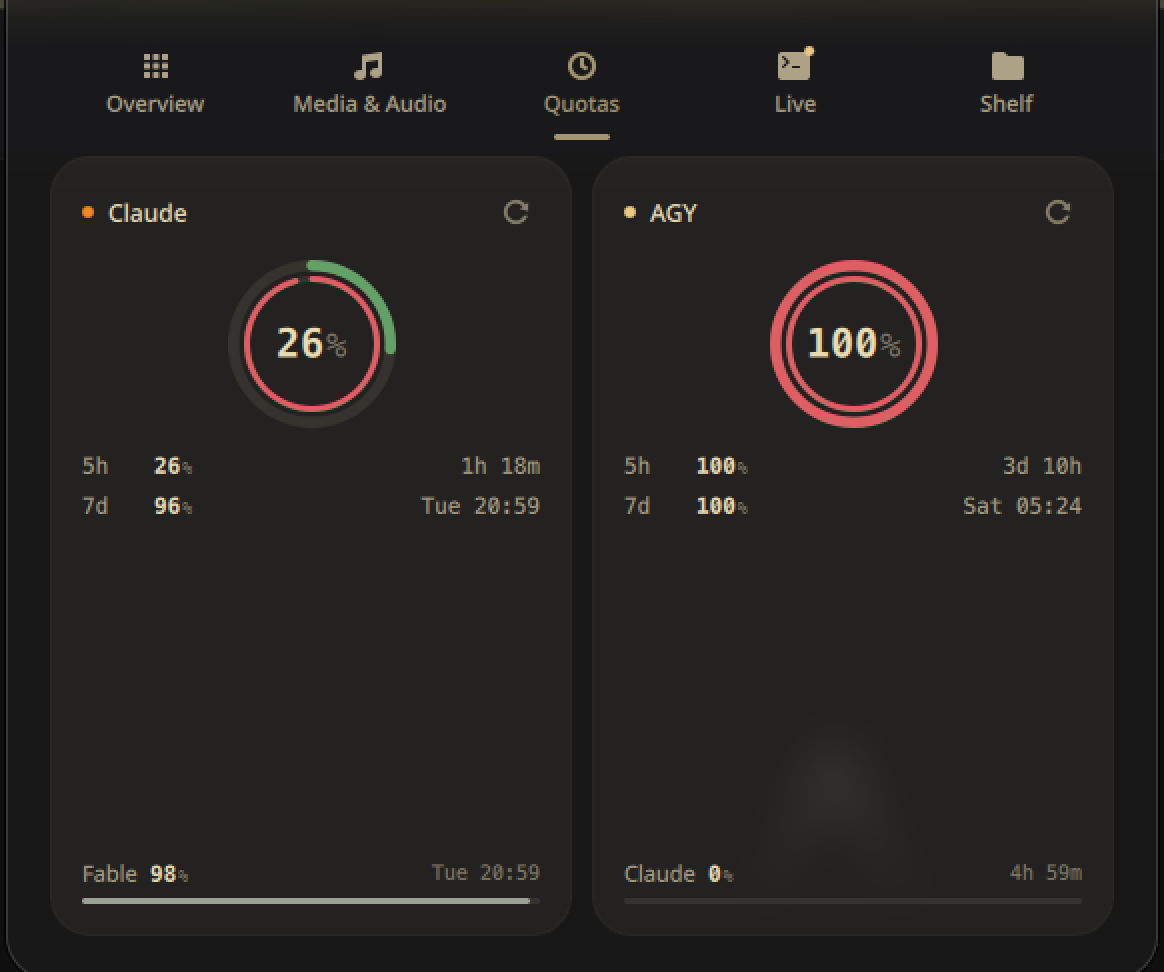 Overview Media & Audio Quotas Live Shelf
Claude
26%
5h 26% 1h 18m
7d 96% Tue 20:59
Fable 98% Tue 20:59
AGY
100%
5h 100% 3d 10h
7d 100% Sat 05:24
Claude 0% 4h 59m